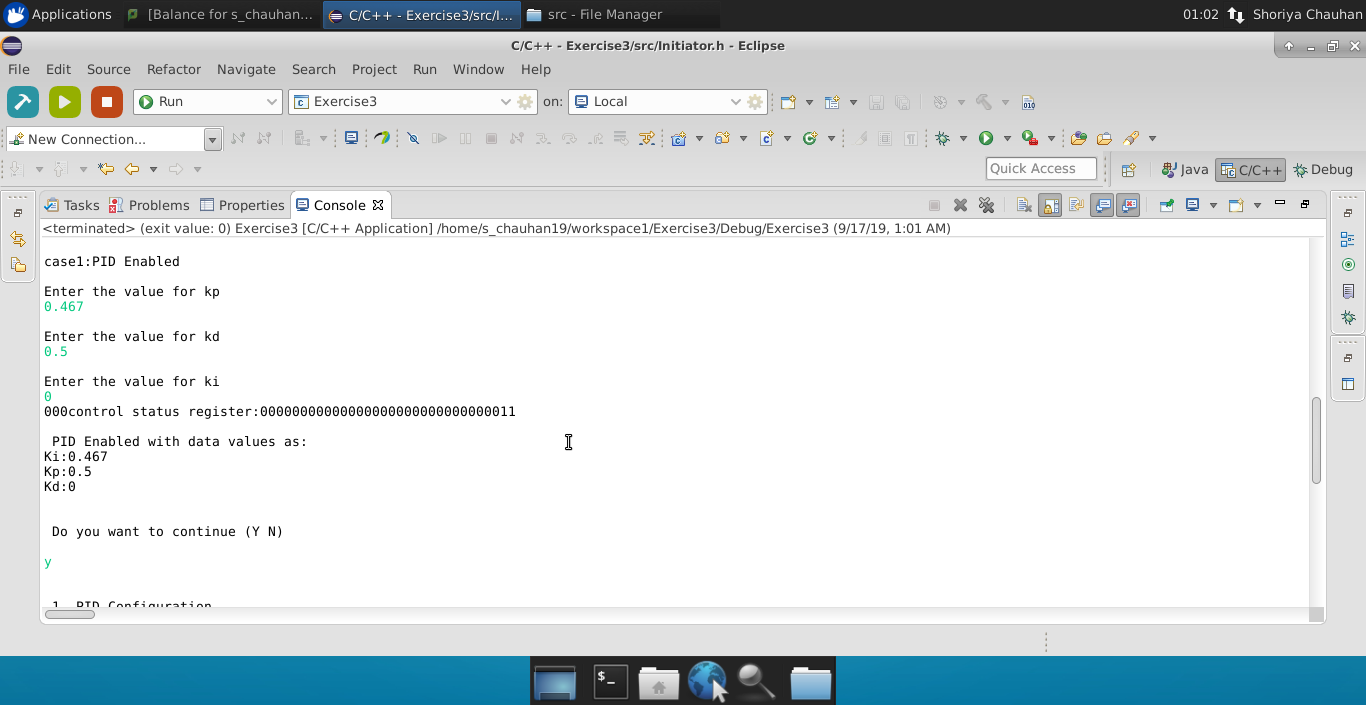 Applications
[Balance for s_chauhan...
C/C++ - Exercise3/src/I...
src - File Manager
01:02
Shoriya Chauhan
C/C++ - Exercise3/src/Initiator.h - Eclipse
File Edit Source Refactor Navigate Search Project Run Window Help
Run
Exercise3
on:
Local
010
New Connection...
Quick Access
Java
C/C++
Debug
Tasks
Problems
Properties
Console
<terminated> (exit value: 0) Exercise3 [C/C++ Application] /home/s_chauhan19/workspace1/Exercise3/Debug/Exercise3 (9/17/19, 1:01 AM)
case1:PID Enabled
Enter the value for kp
0.467
Enter the value for kd
0.5
Enter the value for ki
0
000control status register:00000000000000000000000000000011
PID Enabled with data values as:
Ki:0.467
Kp:0.5
Kd:0
Do you want to continue (Y N)
y
1. PID Configuration
$_